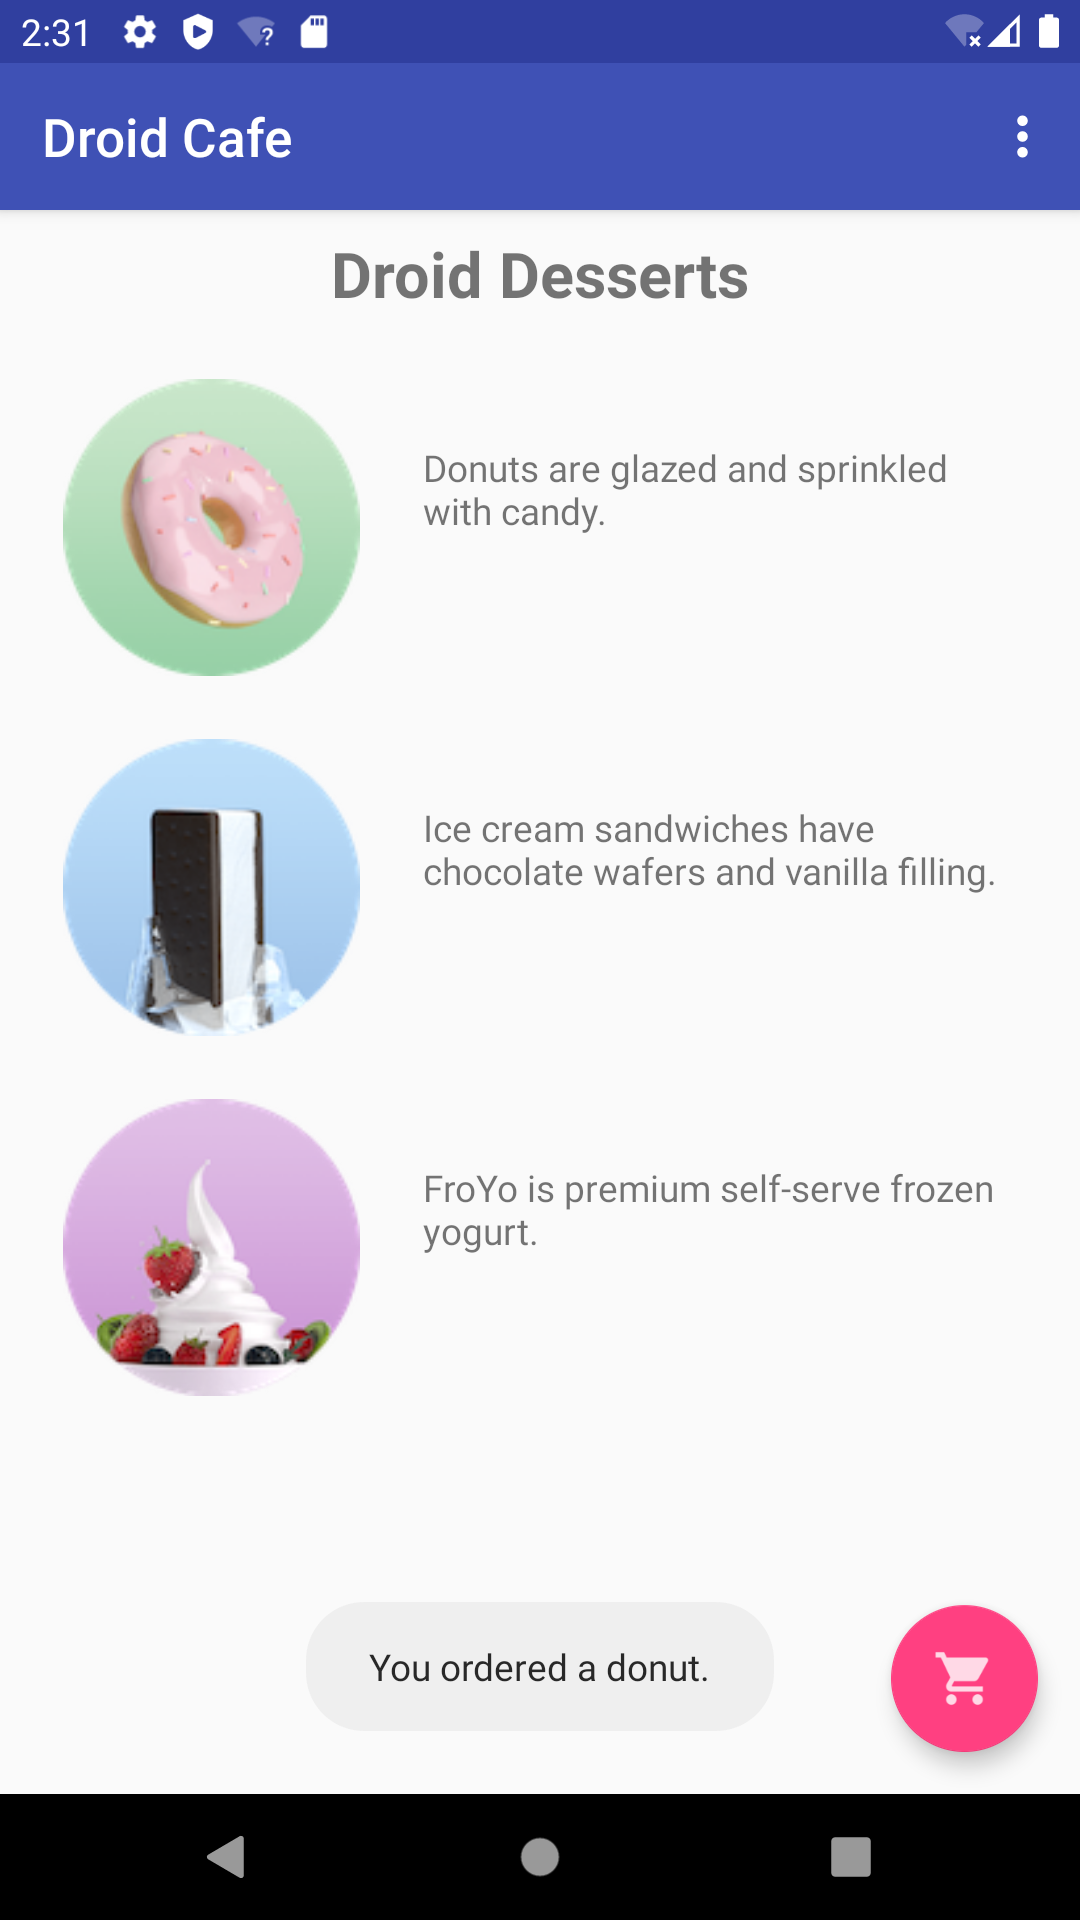 2:31
Droid Cafe
Droid Desserts
Donuts are glazed and sprinkled
with candy.
Ice cream sandwiches have
chocolate wafers and vanilla filling.
FroYo is premium self-serve frozen
yogurt.
You ordered a donut.